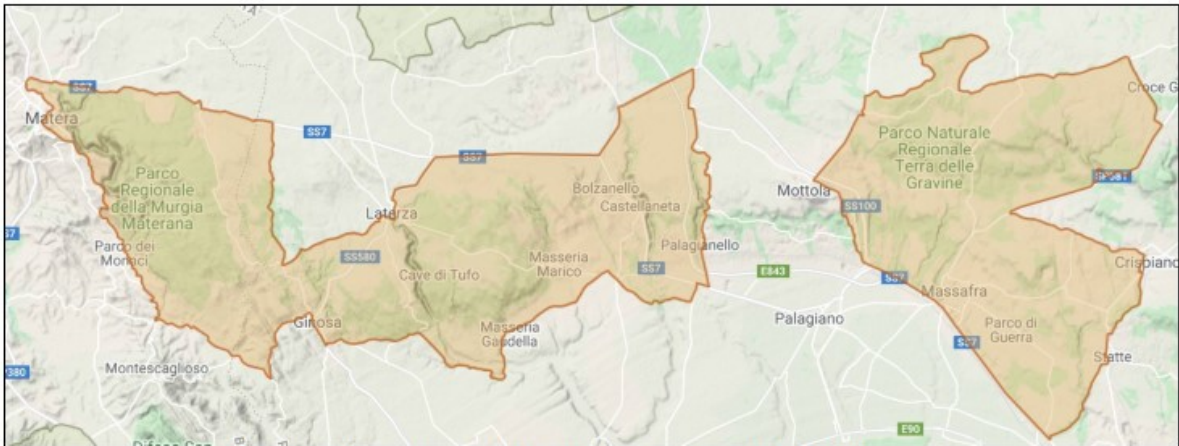 SS7
Matera
Parco
Regionale
della Murgia
Materana
Parco dei
Monaci
SS7
Laterza
SS580
Ginosa
Montescaglioso
SS7
Cave di Tufo
Masseria
Marico
Masseria
Gaudella
Bolzanello
Castellaneta
Palagianello
SS7
E843
Palagiano
Mottola
SS100
Parco Naturale
Regionale
Terra delle
Gravine
Croce G
SS7
Massafra
Crispiano
Parco di
Guerra
SS7
Statte
E90